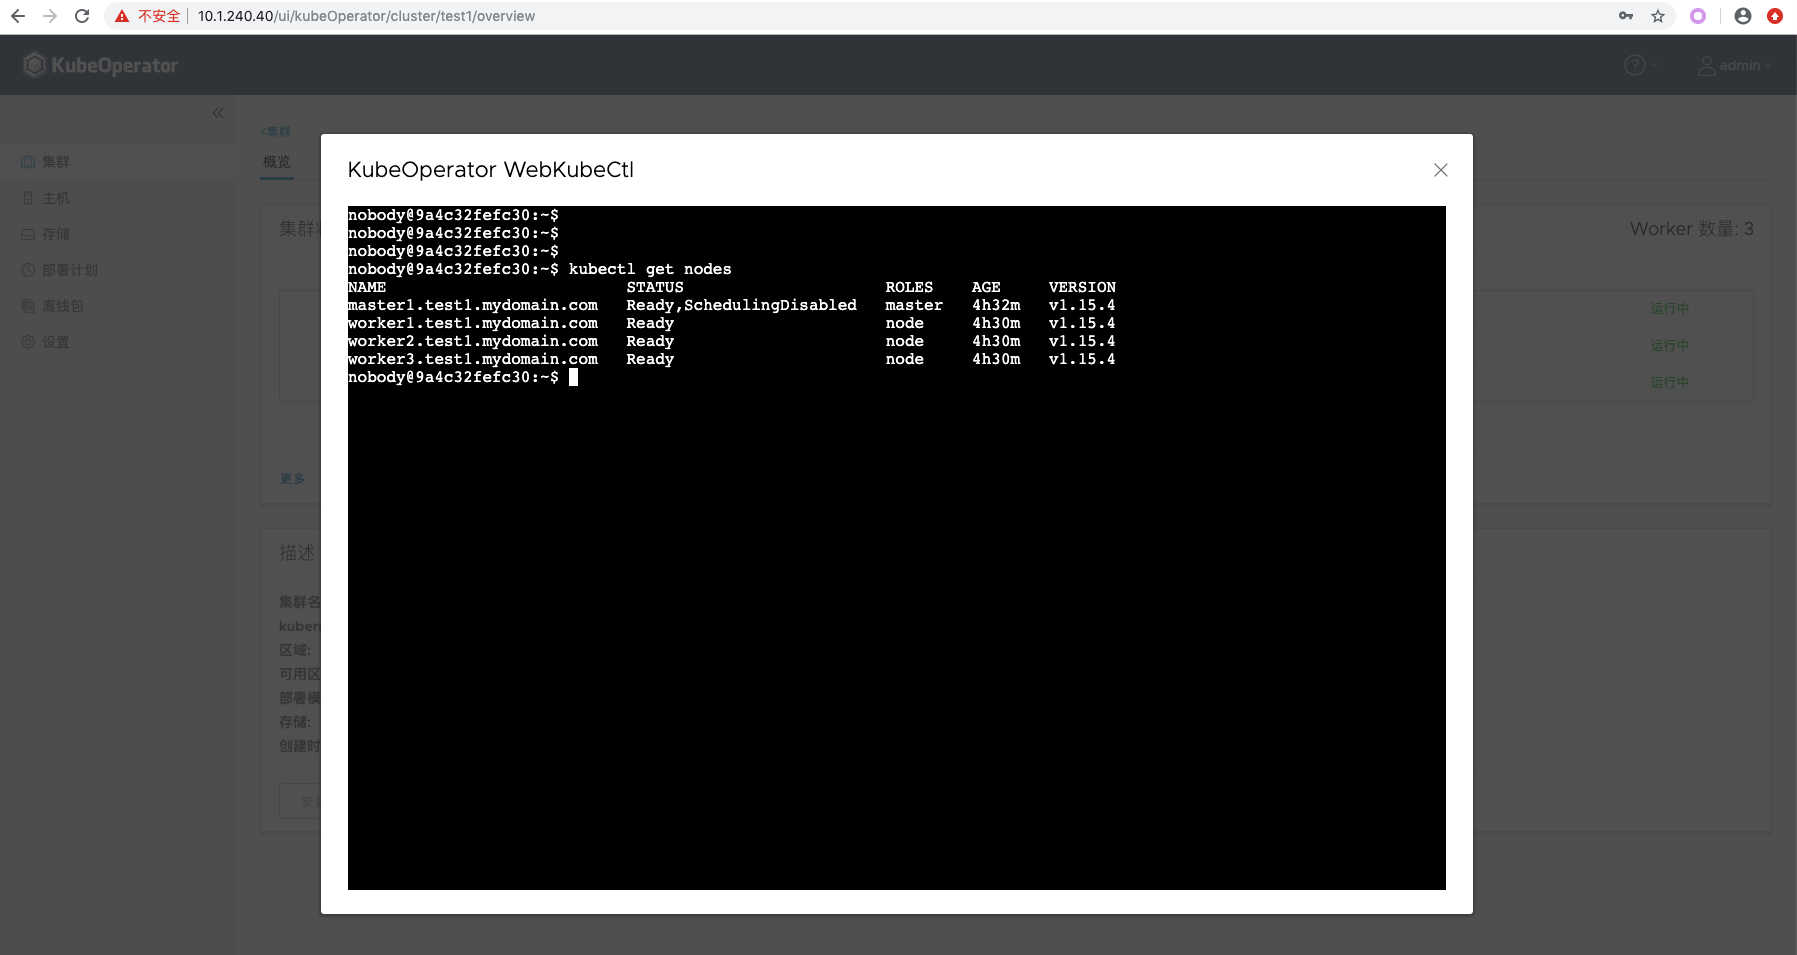 不安全 10.1.240.40/ui/kubeOperator/cluster/test1/overview
KubeOperator
admin
<集群
集群
概览
主机
存储
部署计划
离线包
设置
集群
Worker 数量: 3
运行中
运行中
运行中
更多
描述
集群名
区域:
可用区
部署模
存储:
创建时
KubeOperator WebKubeCtl
nobody@9a4c32fefc30:~$
nobody@9a4c32fefc30:~$
nobody@9a4c32fefc30:~$
nobody@9a4c32fefc30:~$ kubectl get nodes
NAME STATUS ROLES AGE VERSION
master1.test1.mydomain.com Ready,SchedulingDisabled master 4h32m v1.15.4
worker1.test1.mydomain.com Ready node 4h30m v1.15.4
worker2.test1.mydomain.com Ready node 4h30m v1.15.4
worker3.test1.mydomain.com Ready node 4h30m v1.15.4
nobody@9a4c32fefc30:~$